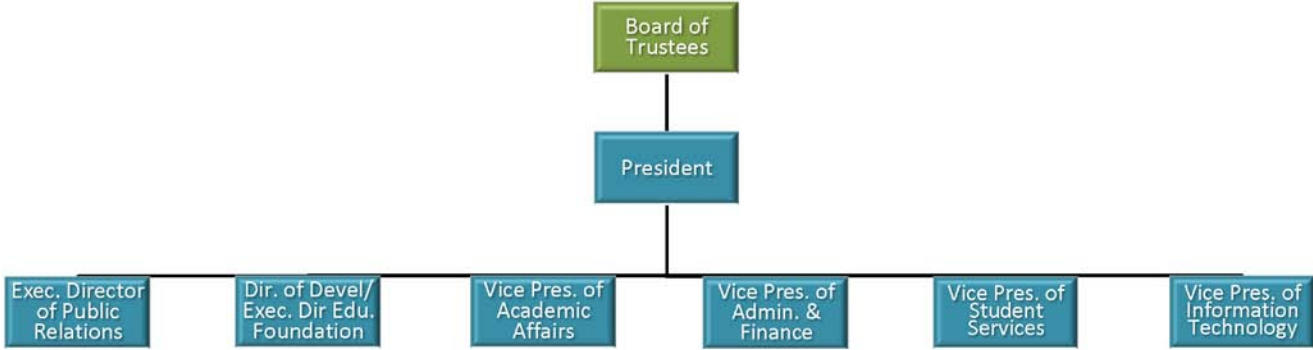 Board of
Trustees
President
Exec. Director
of Public
Relations
Dir. of Devel/
Exec. Dir Edu.
Foundation
Vice Pres. of
Academic
Affairs
Vice Pres. of
Admin. &
Finance
Vice Pres. of
Student
Services
Vice Pres. of
Information
Technology